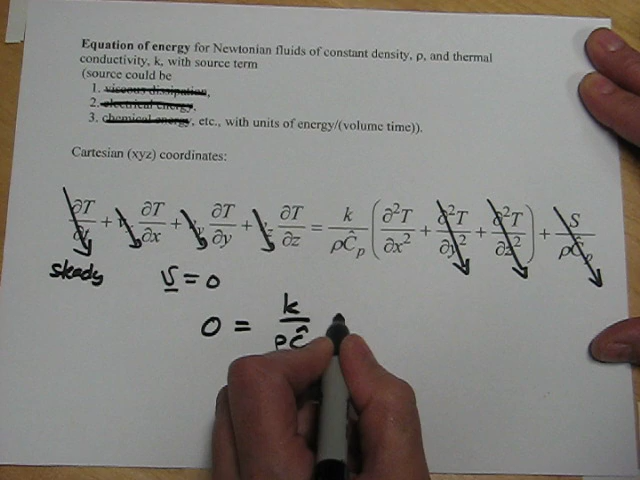 Equation of energy for Newtonian fluids of constant density, ρ, and thermal
conductivity, k, with source term
(source could be
1. viscous dissipation,
2. electrical energy,
3. chemical energy, etc., with units of energy/(volume time)).
Cartesian (xyz) coordinates:
∂T/∂t + v ∂T/∂x + v_y ∂T/∂y + v_z ∂T/∂z = k/ρĈ_p (∂²T/∂x² + ∂²T/∂y² + ∂²T/∂z²) + S/ρĈ_p
steady v = 0
0 = k/ρĈ